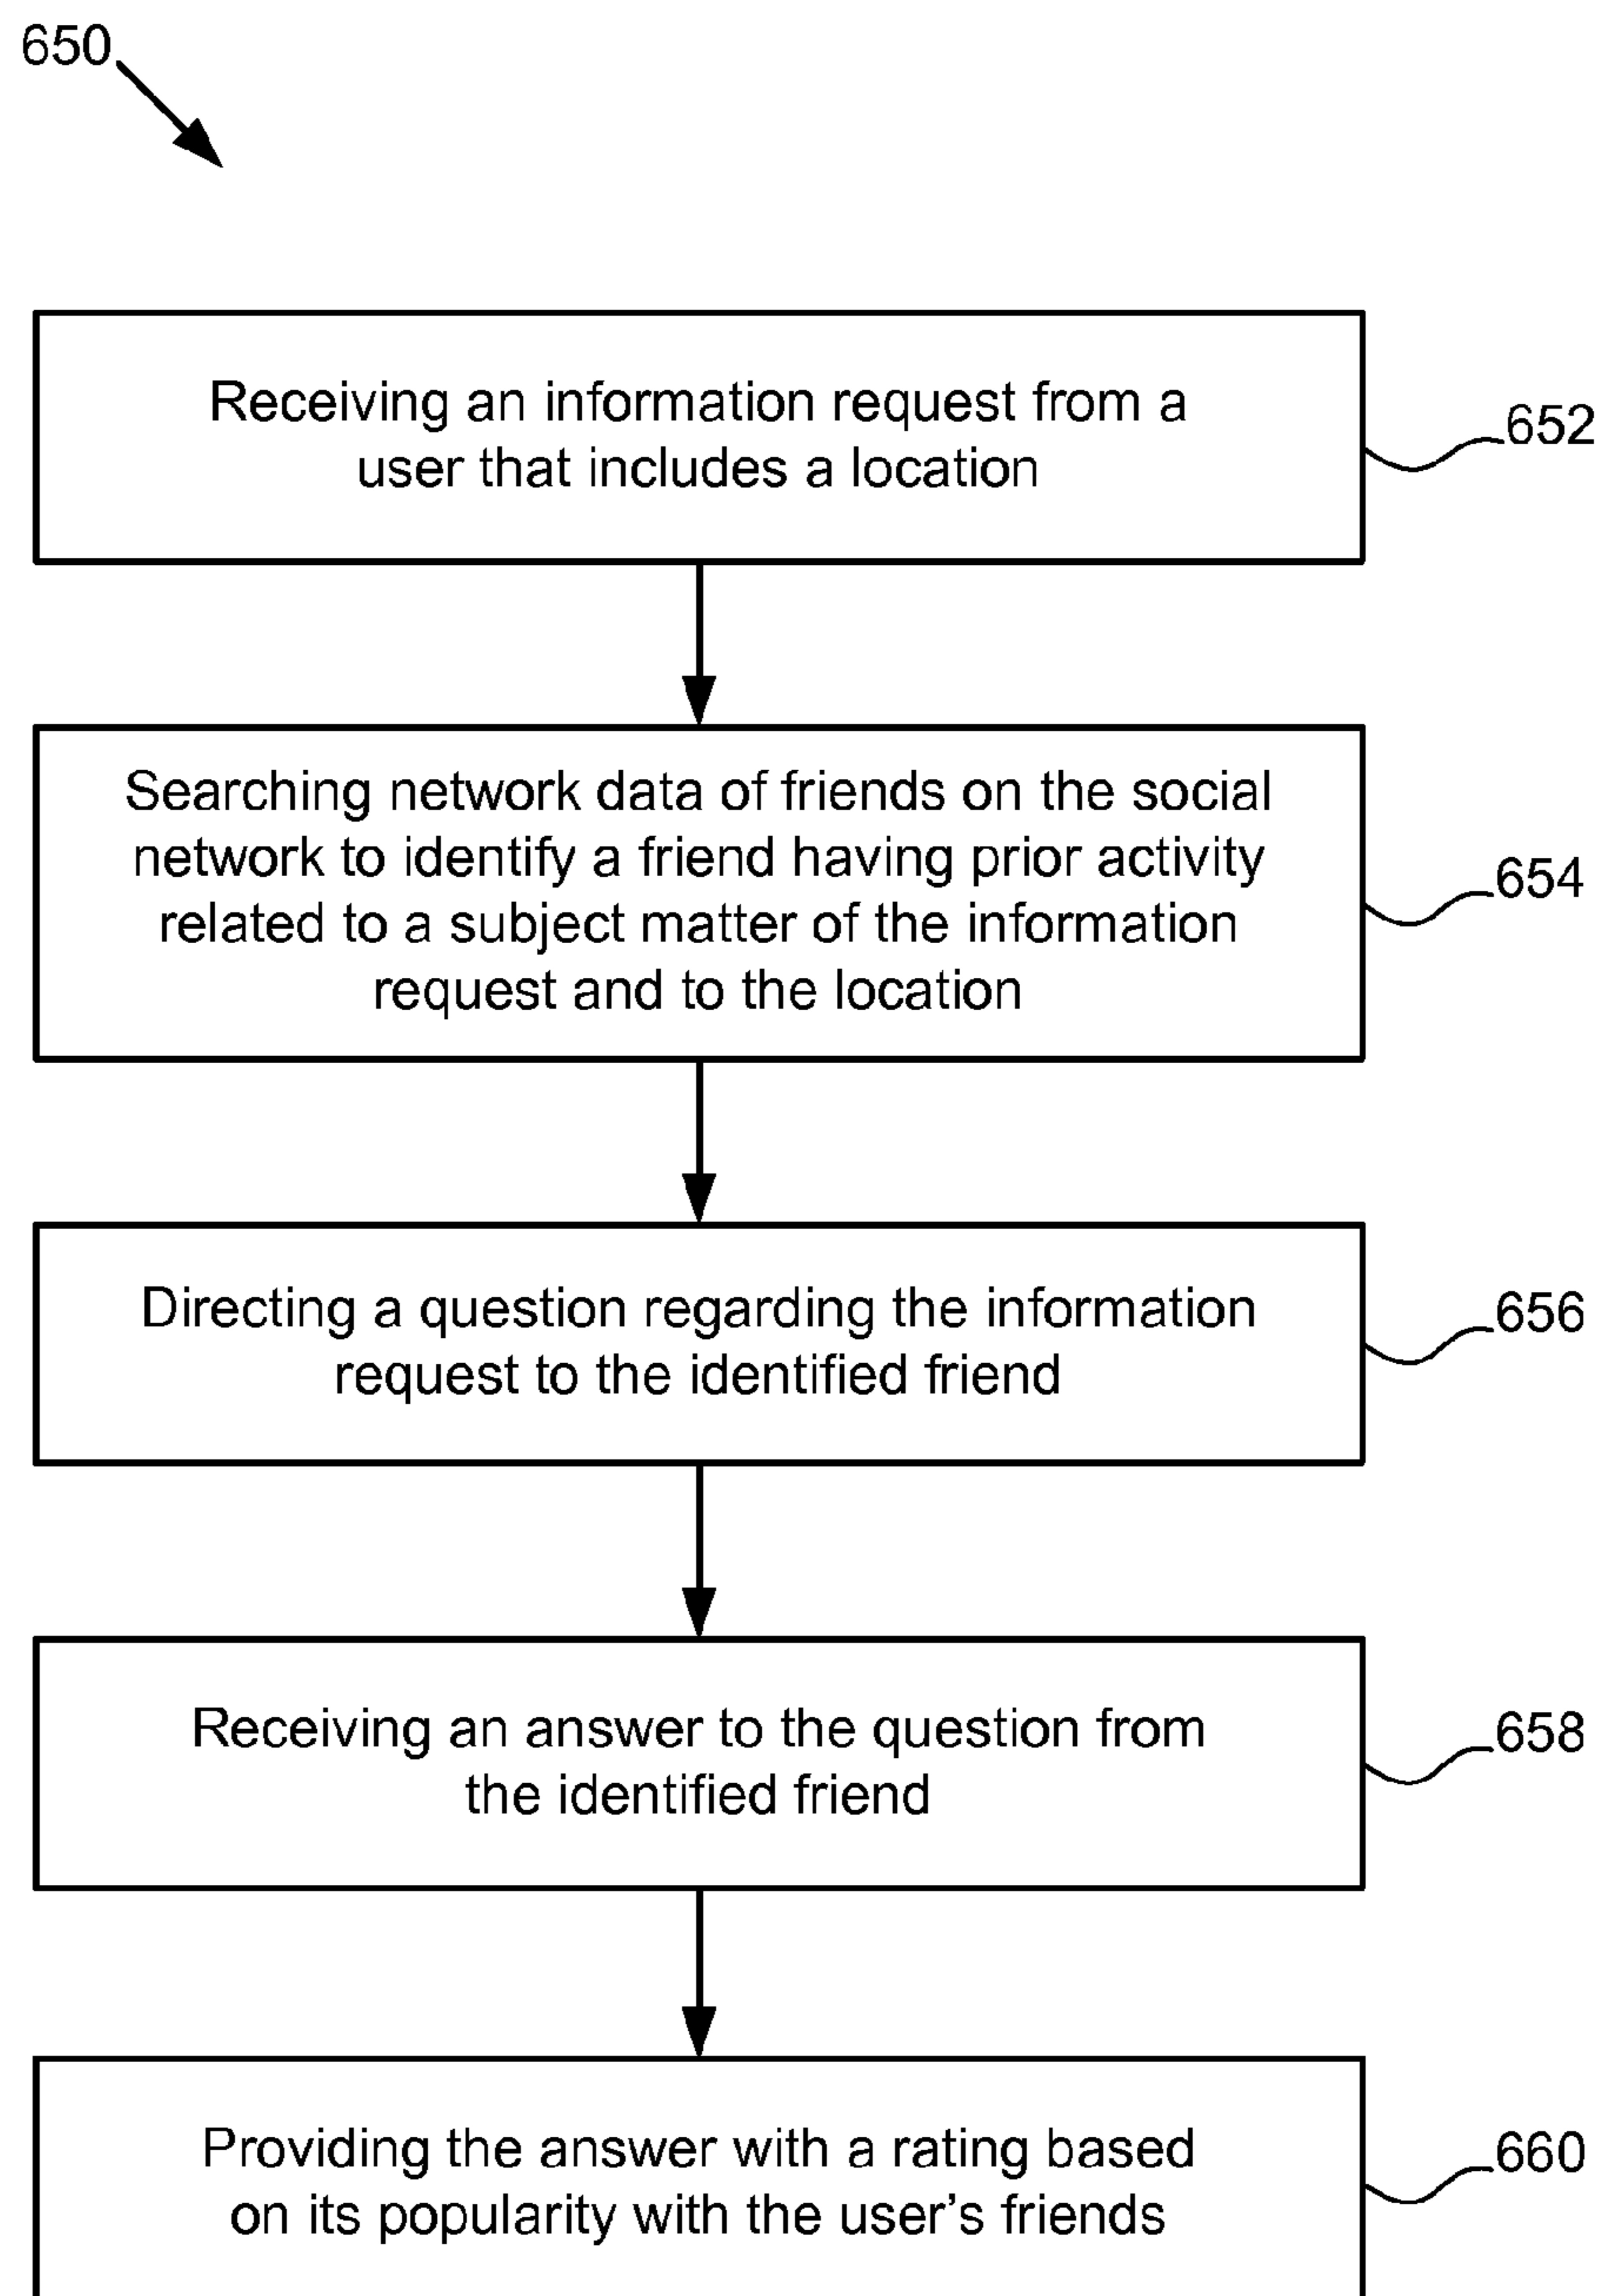 650
Receiving an information request from a
user that includes a location
652
Searching network data of friends on the social
network to identify a friend having prior activity
related to a subject matter of the information
request and to the location
654
Directing a question regarding the information
request to the identified friend
656
Receiving an answer to the question from
the identified friend
658
Providing the answer with a rating based
on its popularity with the user's friends
660